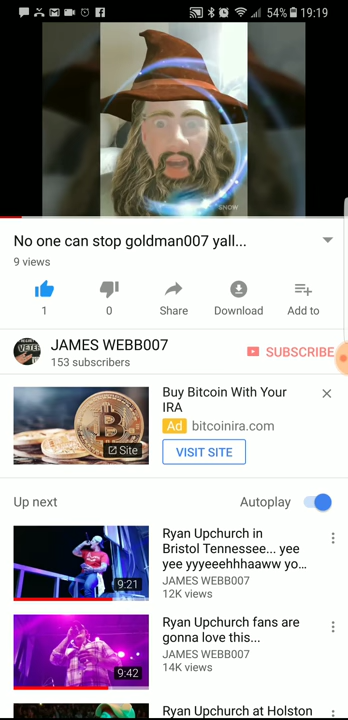 54% 19:19
SNOW
No one can stop goldman007 yall...
9 views
1
0
Share
Download
Add to
JAMES WEBB007
153 subscribers
SUBSCRIBE
Buy Bitcoin With Your
IRA
Ad bitcoinira.com
Site
VISIT SITE
Up next
Autoplay
Ryan Upchurch in
Bristol Tennessee... yee
yee yyyeeehhhaaww yo...
JAMES WEBB007
12K views
9:21
Ryan Upchurch fans are
gonna love this...
JAMES WEBB007
14K views
9:42
Ryan Upchurch at Holston